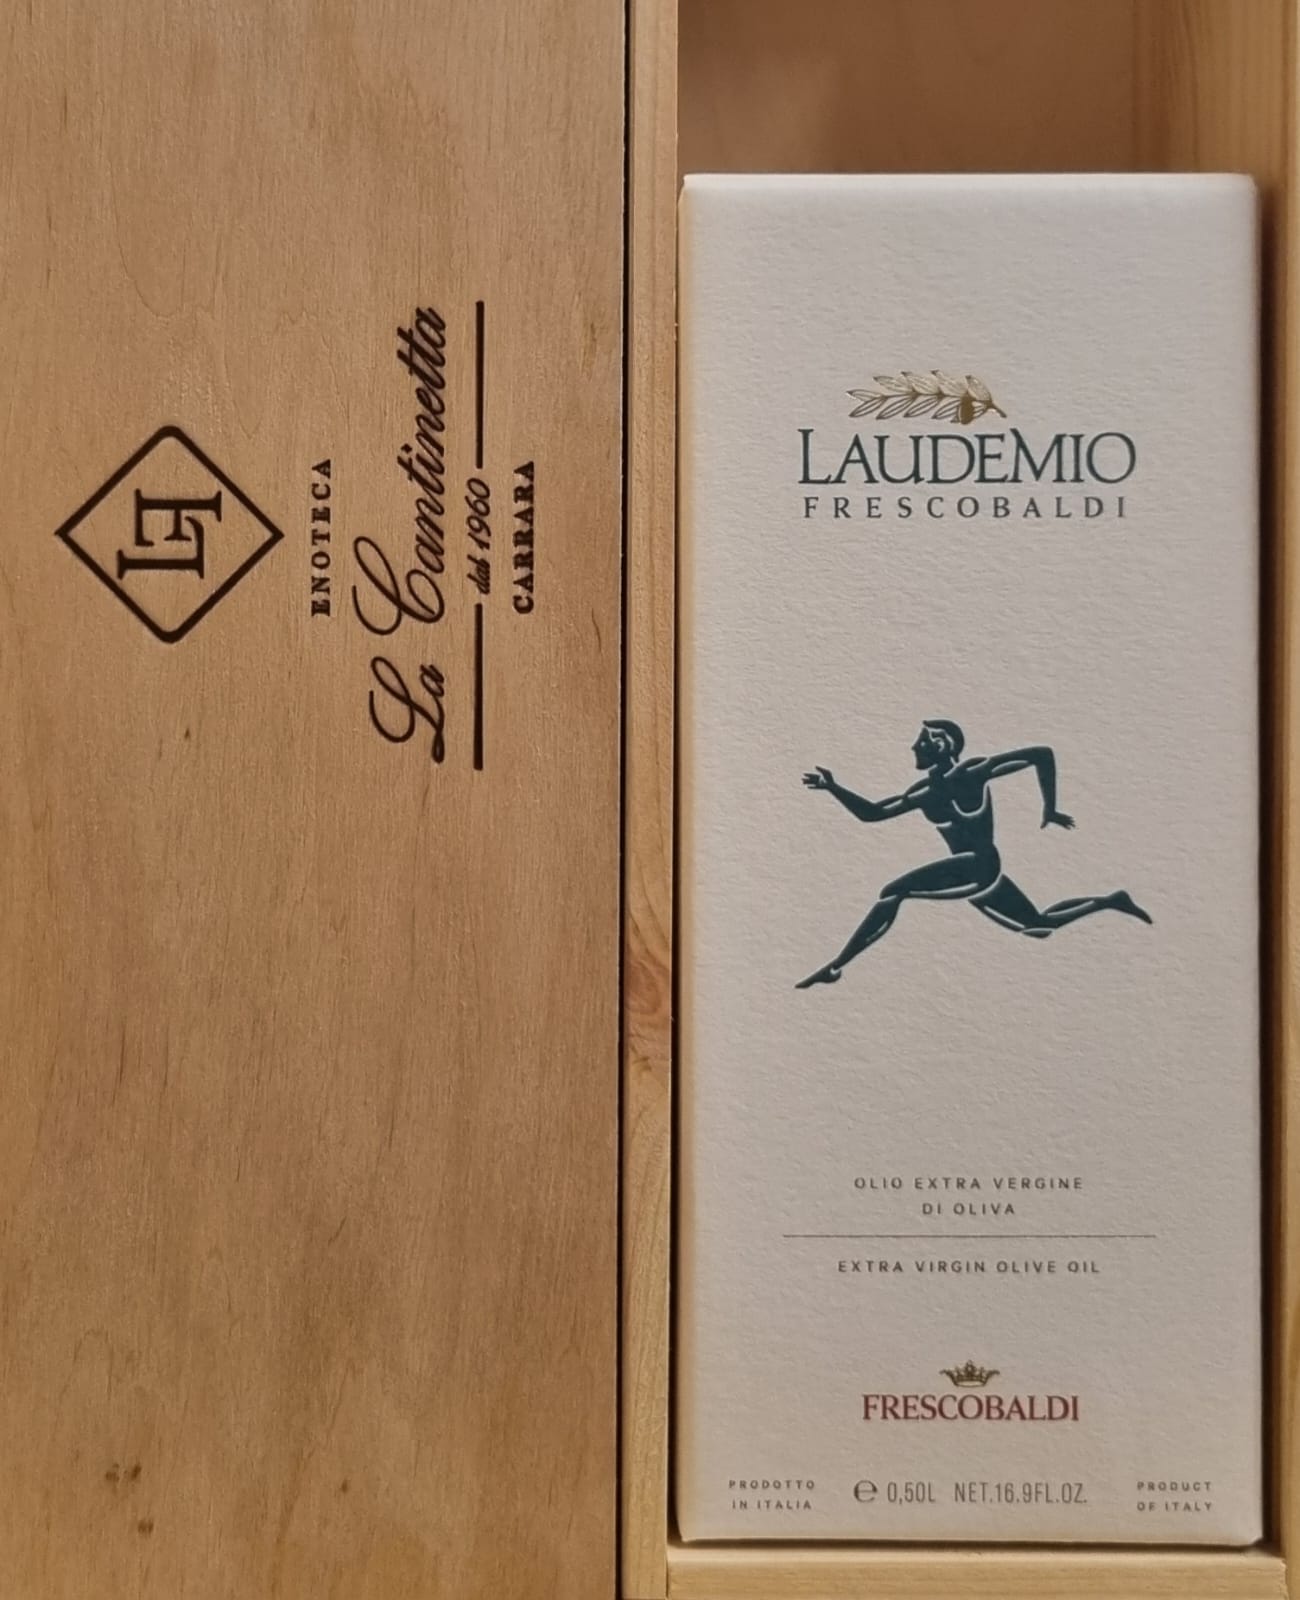 ENOTECA
La Cantinetta
dal 1960
CARRARA
LAUDEMIO
FRESCOBALDI
OLIO EXTRA VERGINE
DI OLIVA
EXTRA VIRGIN OLIVE OIL
FRESCOBALDI
PRODOTTO
IN ITALIA
℮ 0,50L NET.16.9FL.OZ.
PRODUCT
OF ITALY